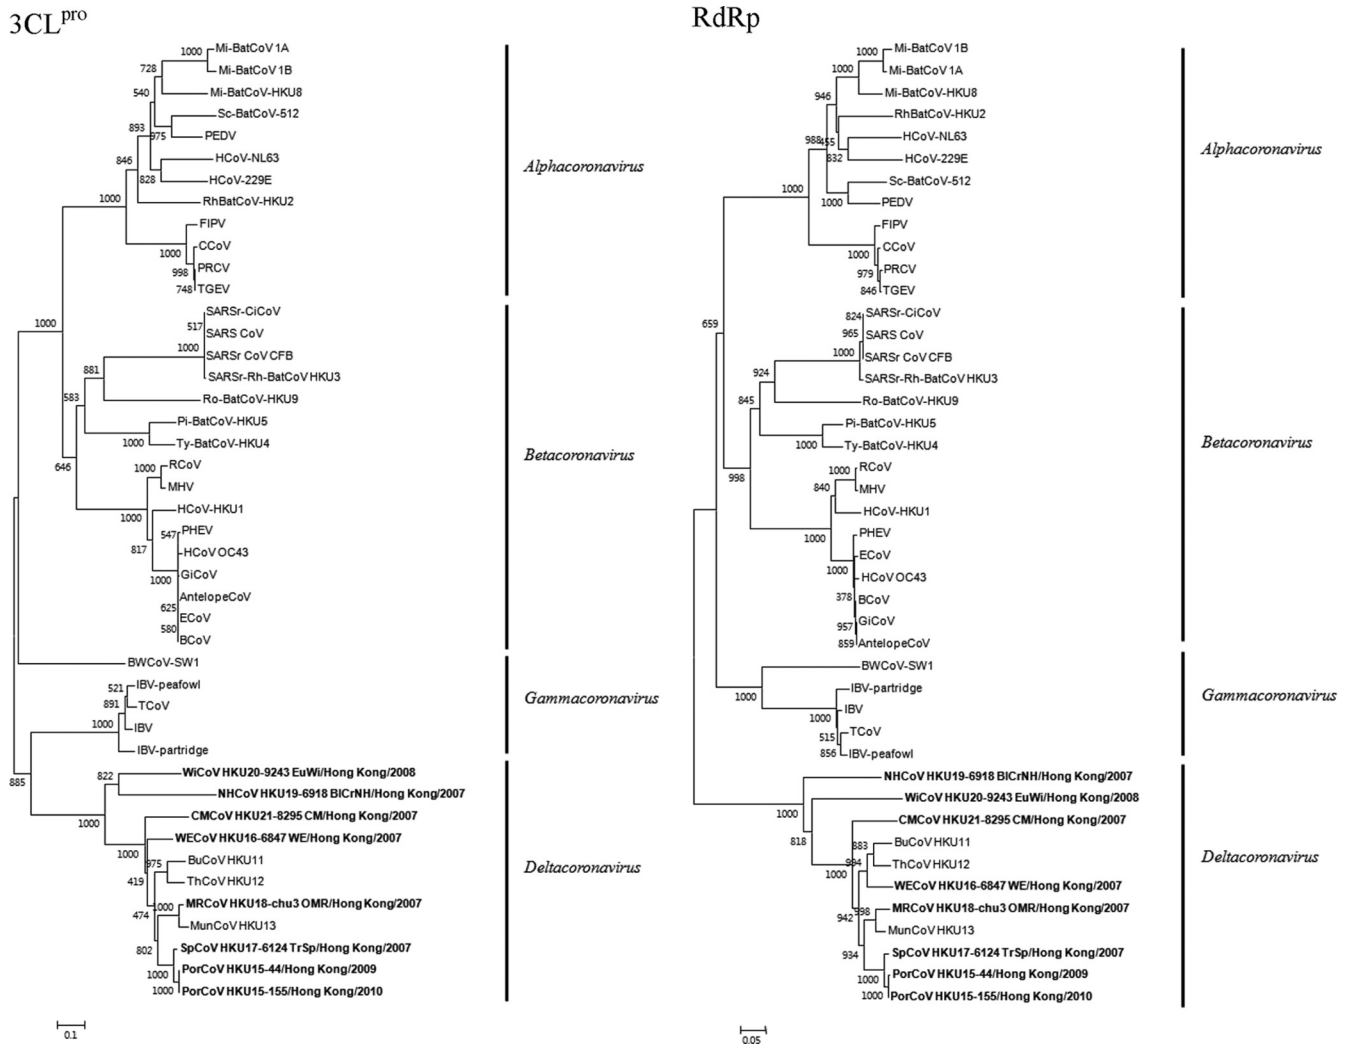 3CLpro
Mi-BatCoV 1A
1000
Mi-BatCoV 1B
728
Mi-BatCoV-HKU8
540
Sc-BatCoV-512
893
975
PEDV
HCoV-NL63
846
828
HCoV-229E
RhBatCoV-HKU2
1000
FIPV
CCoV
1000
PRCV
998
748
TGEV
Alphacoronavirus
SARSr-CiCoV
517
SARS CoV
1000
1000
SARSr CoV CFB
881
SARSr-Rh-BatCoV HKU3
583
Ro-BatCoV-HKU9
Pi-BatCoV-HKU5
1000
Ty-BatCoV-HKU4
646
RCoV
1000
MHV
HCoV-HKU1
1000
PHEV
547
817
HCoV OC43
GiCoV
1000
AntelopeCoV
625
ECoV
580
BCoV
Betacoronavirus
BWCoV-SW1
IBV-peafowl
521
TCoV
891
IBV
1000
IBV-partridge
Gammacoronavirus
885
WiCoV HKU20-9243 EuWi/Hong Kong/2008
822
NHCoV HKU19-6918 BlCrNH/Hong Kong/2007
CMCoV HKU21-8295 CM/Hong Kong/2007
1000
WECoV HKU16-6847 WE/Hong Kong/2007
1000
BuCoV HKU11
975
419
ThCoV HKU12
MRCoV HKU18-chu3 OMR/Hong Kong/2007
1000
474
MunCoV HKU13
802
SpCoV HKU17-6124 TrSp/Hong Kong/2007
PorCoV HKU15-44/Hong Kong/2009
1000
1000
PorCoV HKU15-155/Hong Kong/2010
Deltacoronavirus
0.1
RdRp
Mi-BatCoV 1B
1000
Mi-BatCoV 1A
1000
Mi-BatCoV-HKU8
946
RhBatCoV-HKU2
HCoV-NL63
988
455
832
HCoV-229E
Sc-BatCoV-512
1000
1000
PEDV
FIPV
CCoV
1000
PRCV
979
846
TGEV
Alphacoronavirus
SARSr-CiCoV
824
659
SARS CoV
965
1000
SARSr CoV CFB
924
SARSr-Rh-BatCoV HKU3
845
Ro-BatCoV-HKU9
Pi-BatCoV-HKU5
1000
Ty-BatCoV-HKU4
998
RCoV
1000
MHV
840
HCoV-HKU1
1000
PHEV
ECoV
1000
HCoV OC43
378
BCoV
GiCoV
957
859
AntelopeCoV
Betacoronavirus
BWCoV-SW1
1000
IBV-partridge
IBV
1000
TCoV
515
856
IBV-peafowl
Gammacoronavirus
NHCoV HKU19-6918 BlCrNH/Hong Kong/2007
WiCoV HKU20-9243 EuWi/Hong Kong/2008
1000
CMCoV HKU21-8295 CM/Hong Kong/2007
818
BuCoV HKU11
883
ThCoV HKU12
994
1000
WECoV HKU16-6847 WE/Hong Kong/2007
MRCoV HKU18-chu3 OMR/Hong Kong/2007
998
942
MunCoV HKU13
934
SpCoV HKU17-6124 TrSp/Hong Kong/2007
PorCoV HKU15-44/Hong Kong/2009
1000
1000
PorCoV HKU15-155/Hong Kong/2010
Deltacoronavirus
0.05